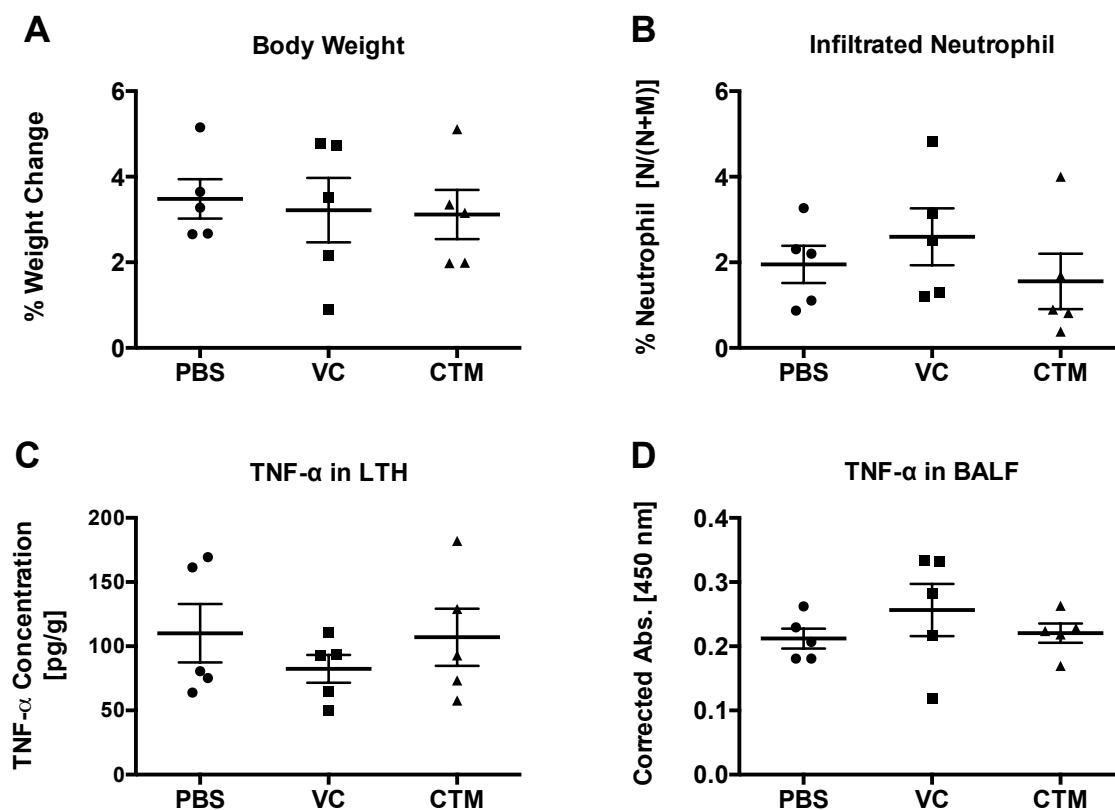 A
Body Weight
% Weight Change
6
4
2
0
PBS VC CTM
B
Infiltrated Neutrophil
% Neutrophil [N/(N+M)]
6
4
2
0
PBS VC CTM
C
TNF-α in LTH
TNF-α Concentration
[pg/g]
200
150
100
50
0
PBS VC CTM
D
TNF-α in BALF
Corrected Abs. [450 nm]
0.4
0.3
0.2
0.1
0.0
PBS VC CTM